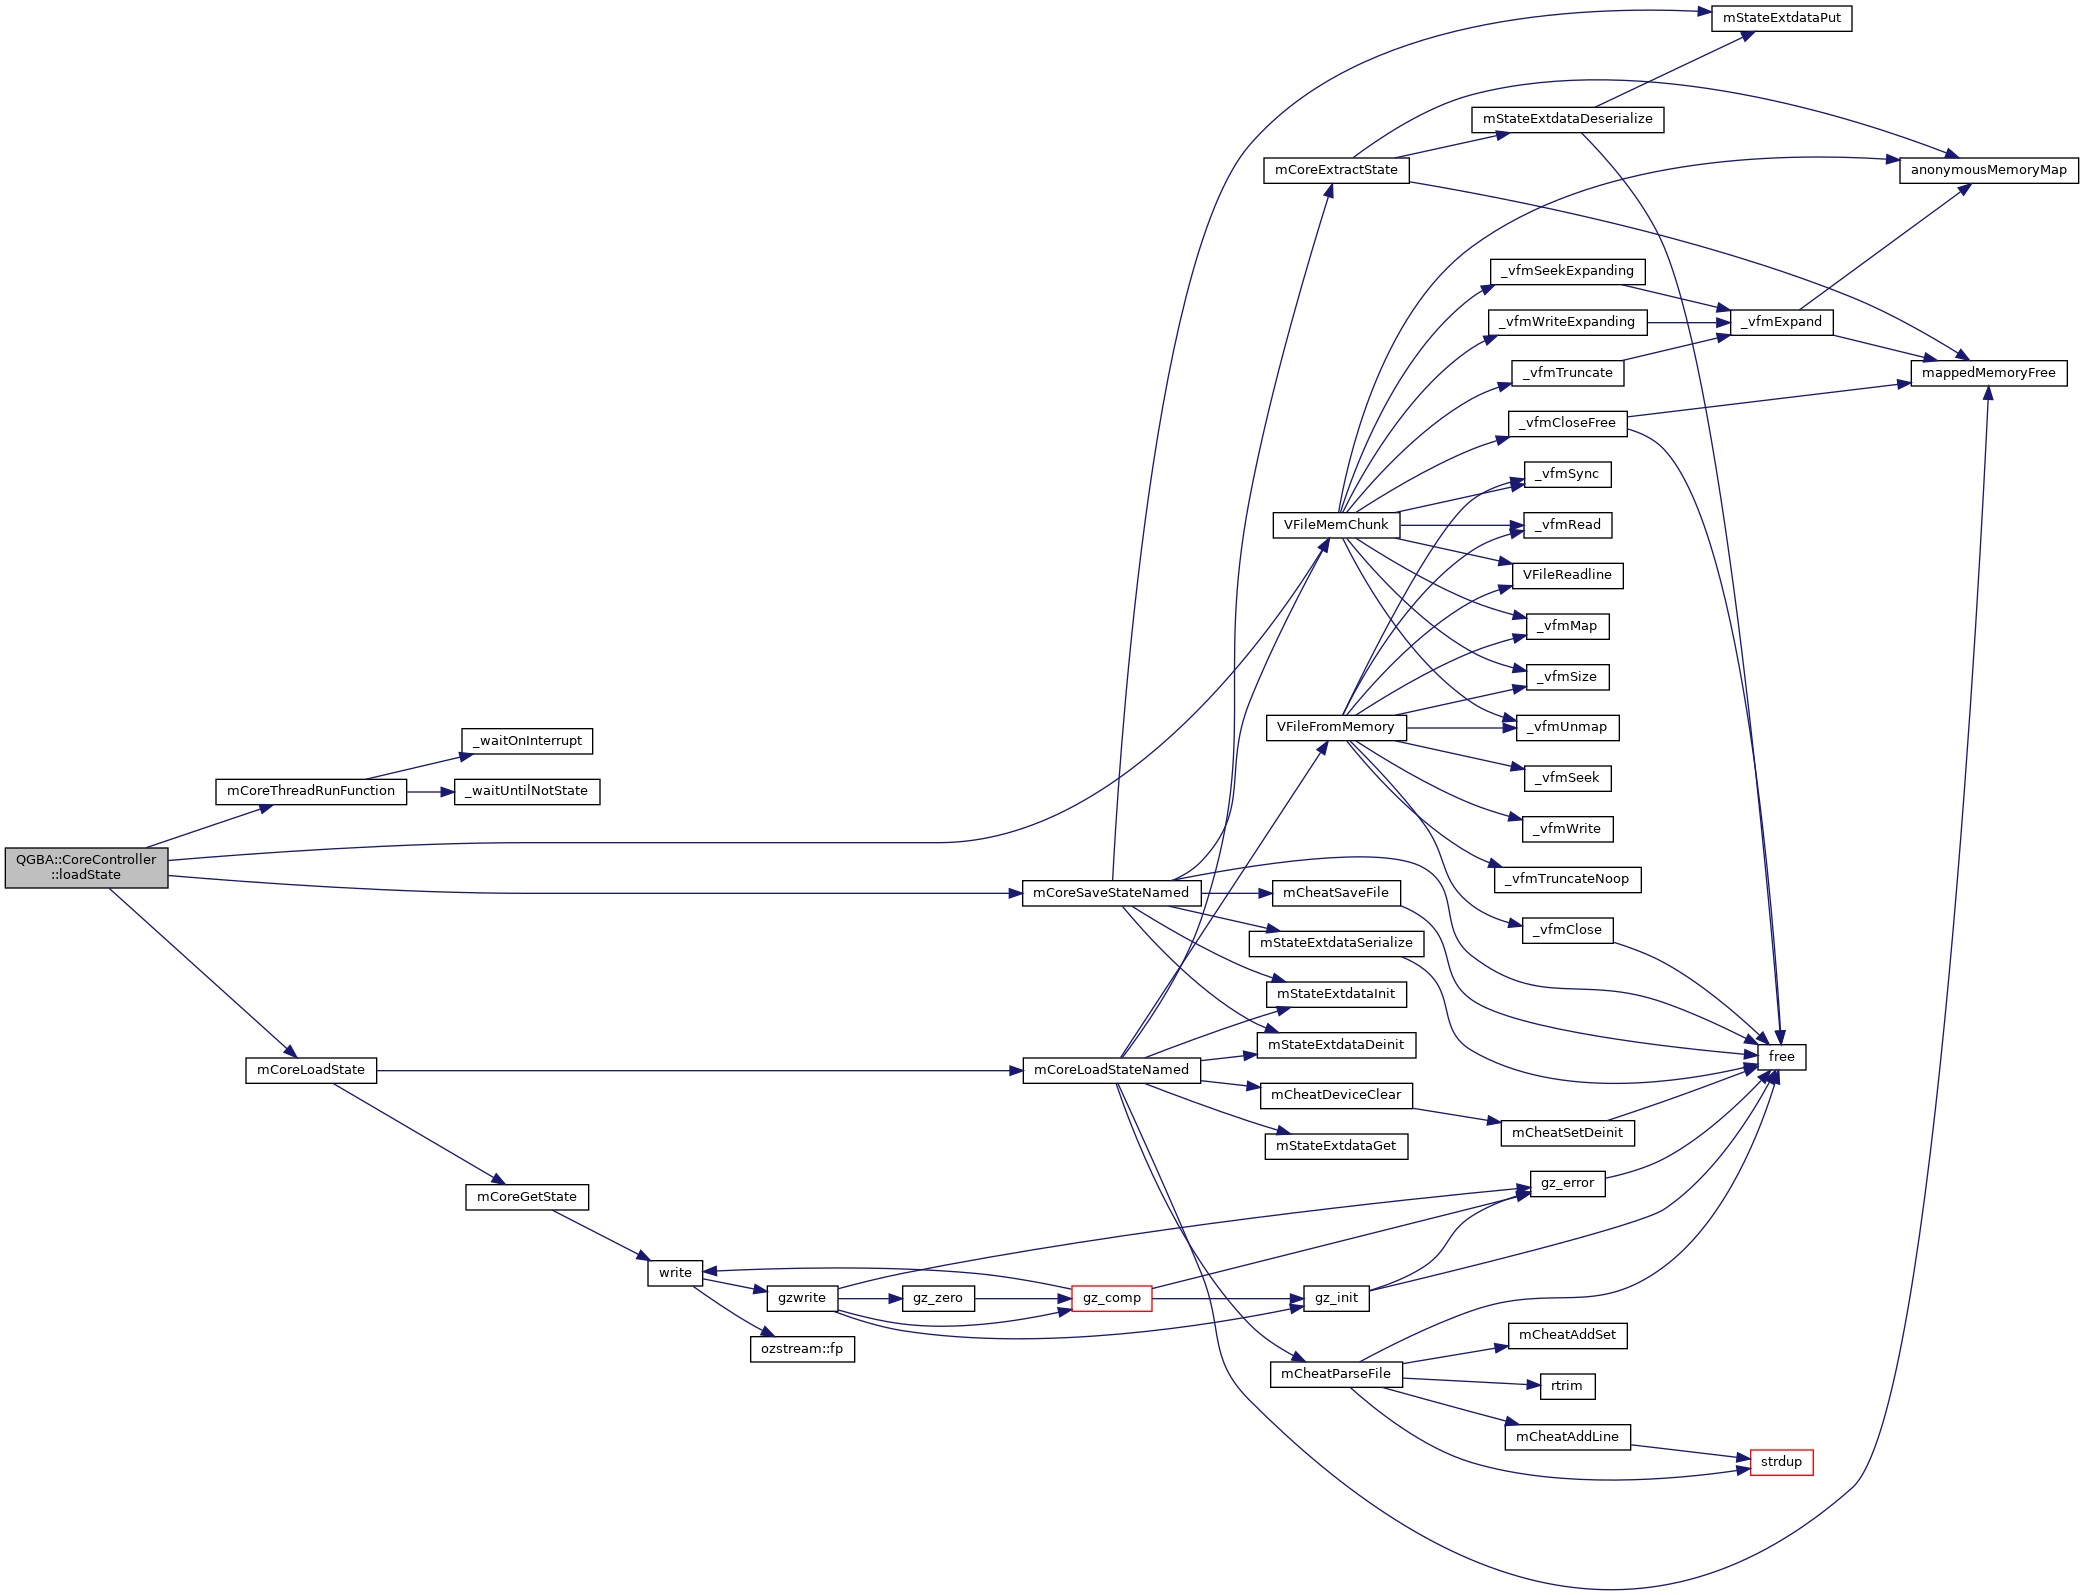 mStateExtdataPut
mStateExtdataDeserialize
mCoreExtractState
anonymousMemoryMap
_vfmSeekExpanding
_vfmWriteExpanding
_vfmExpand
_vfmTruncate
mappedMemoryFree
_vfmCloseFree
_vfmSync
VFileMemChunk
_vfmRead
VFileReadline
_vfmMap
_vfmSize
VFileFromMemory
_vfmUnmap
_waitOnInterrupt
_vfmSeek
mCoreThreadRunFunction
_waitUntilNotState
_vfmWrite
QGBA::CoreController
::loadState
_vfmTruncateNoop
mCoreSaveStateNamed
mCheatSaveFile
_vfmClose
mStateExtdataSerialize
mStateExtdataInit
mStateExtdataDeinit
free
mCoreLoadState
mCoreLoadStateNamed
mCheatDeviceClear
mCheatSetDeinit
mStateExtdataGet
gz_error
mCoreGetState
write
gzwrite
gz_zero
gz_comp
gz_init
ozstream::fp
mCheatAddSet
mCheatParseFile
rtrim
mCheatAddLine
strdup